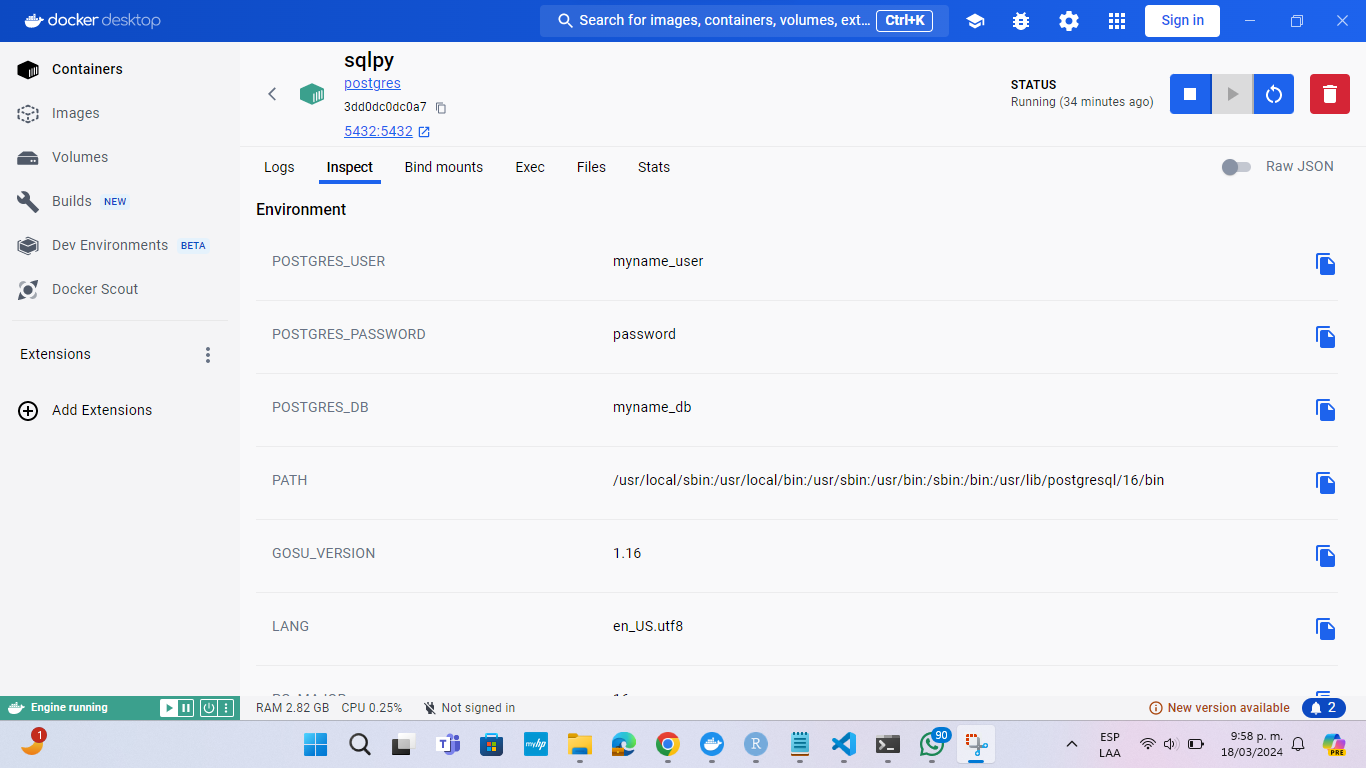 docker desktop
Search for images, containers, volumes, ext... Ctrl+K
Sign in
Containers
Images
Volumes
Builds NEW
Dev Environments BETA
Docker Scout
Extensions
Add Extensions
sqlpy
postgres
3dd0dc0dc0a7
5432:5432
STATUS
Running (34 minutes ago)
Logs Inspect Bind mounts Exec Files Stats
Raw JSON
Environment
POSTGRES_USER myname_user
POSTGRES_PASSWORD password
POSTGRES_DB myname_db
PATH /usr/local/sbin:/usr/local/bin:/usr/sbin:/usr/bin:/sbin:/bin:/usr/lib/postgresql/16/bin
GOSU_VERSION 1.16
LANG en_US.utf8
PG_MAJOR 16
Engine running
RAM 2.82 GB CPU 0.25% Not signed in
New version available 2
1
myhp
R
90
ESP
LAA
9:58 p. m.
18/03/2024
PRE